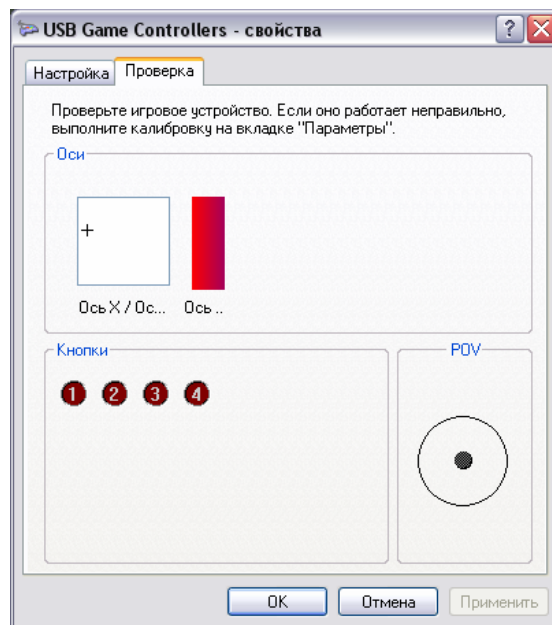 USB Game Controllers - свойства
Настройка Проверка
Проверьте игровое устройство. Если оно работает неправильно,
выполните калибровку на вкладке "Параметры".
Оси
Ось X / Ос... Ось ..
Кнопки POV
1 2 3 4
OK Отмена Применить